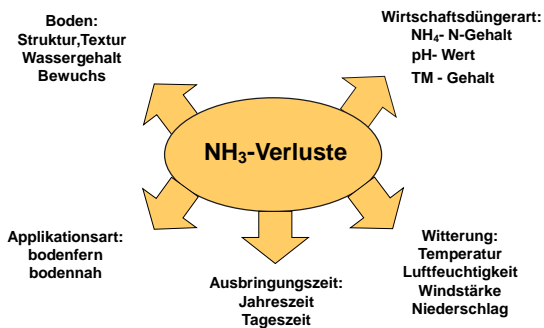 Boden:
Struktur,Textur
Wassergehalt
Bewuchs
Wirtschaftsdüngerart:
NH₄- N-Gehalt
pH- Wert
TM - Gehalt
NH₃-Verluste
Applikationsart:
bodenfern
bodennah
Ausbringungszeit:
Jahreszeit
Tageszeit
Witterung:
Temperatur
Luftfeuchtigkeit
Windstärke
Niederschlag